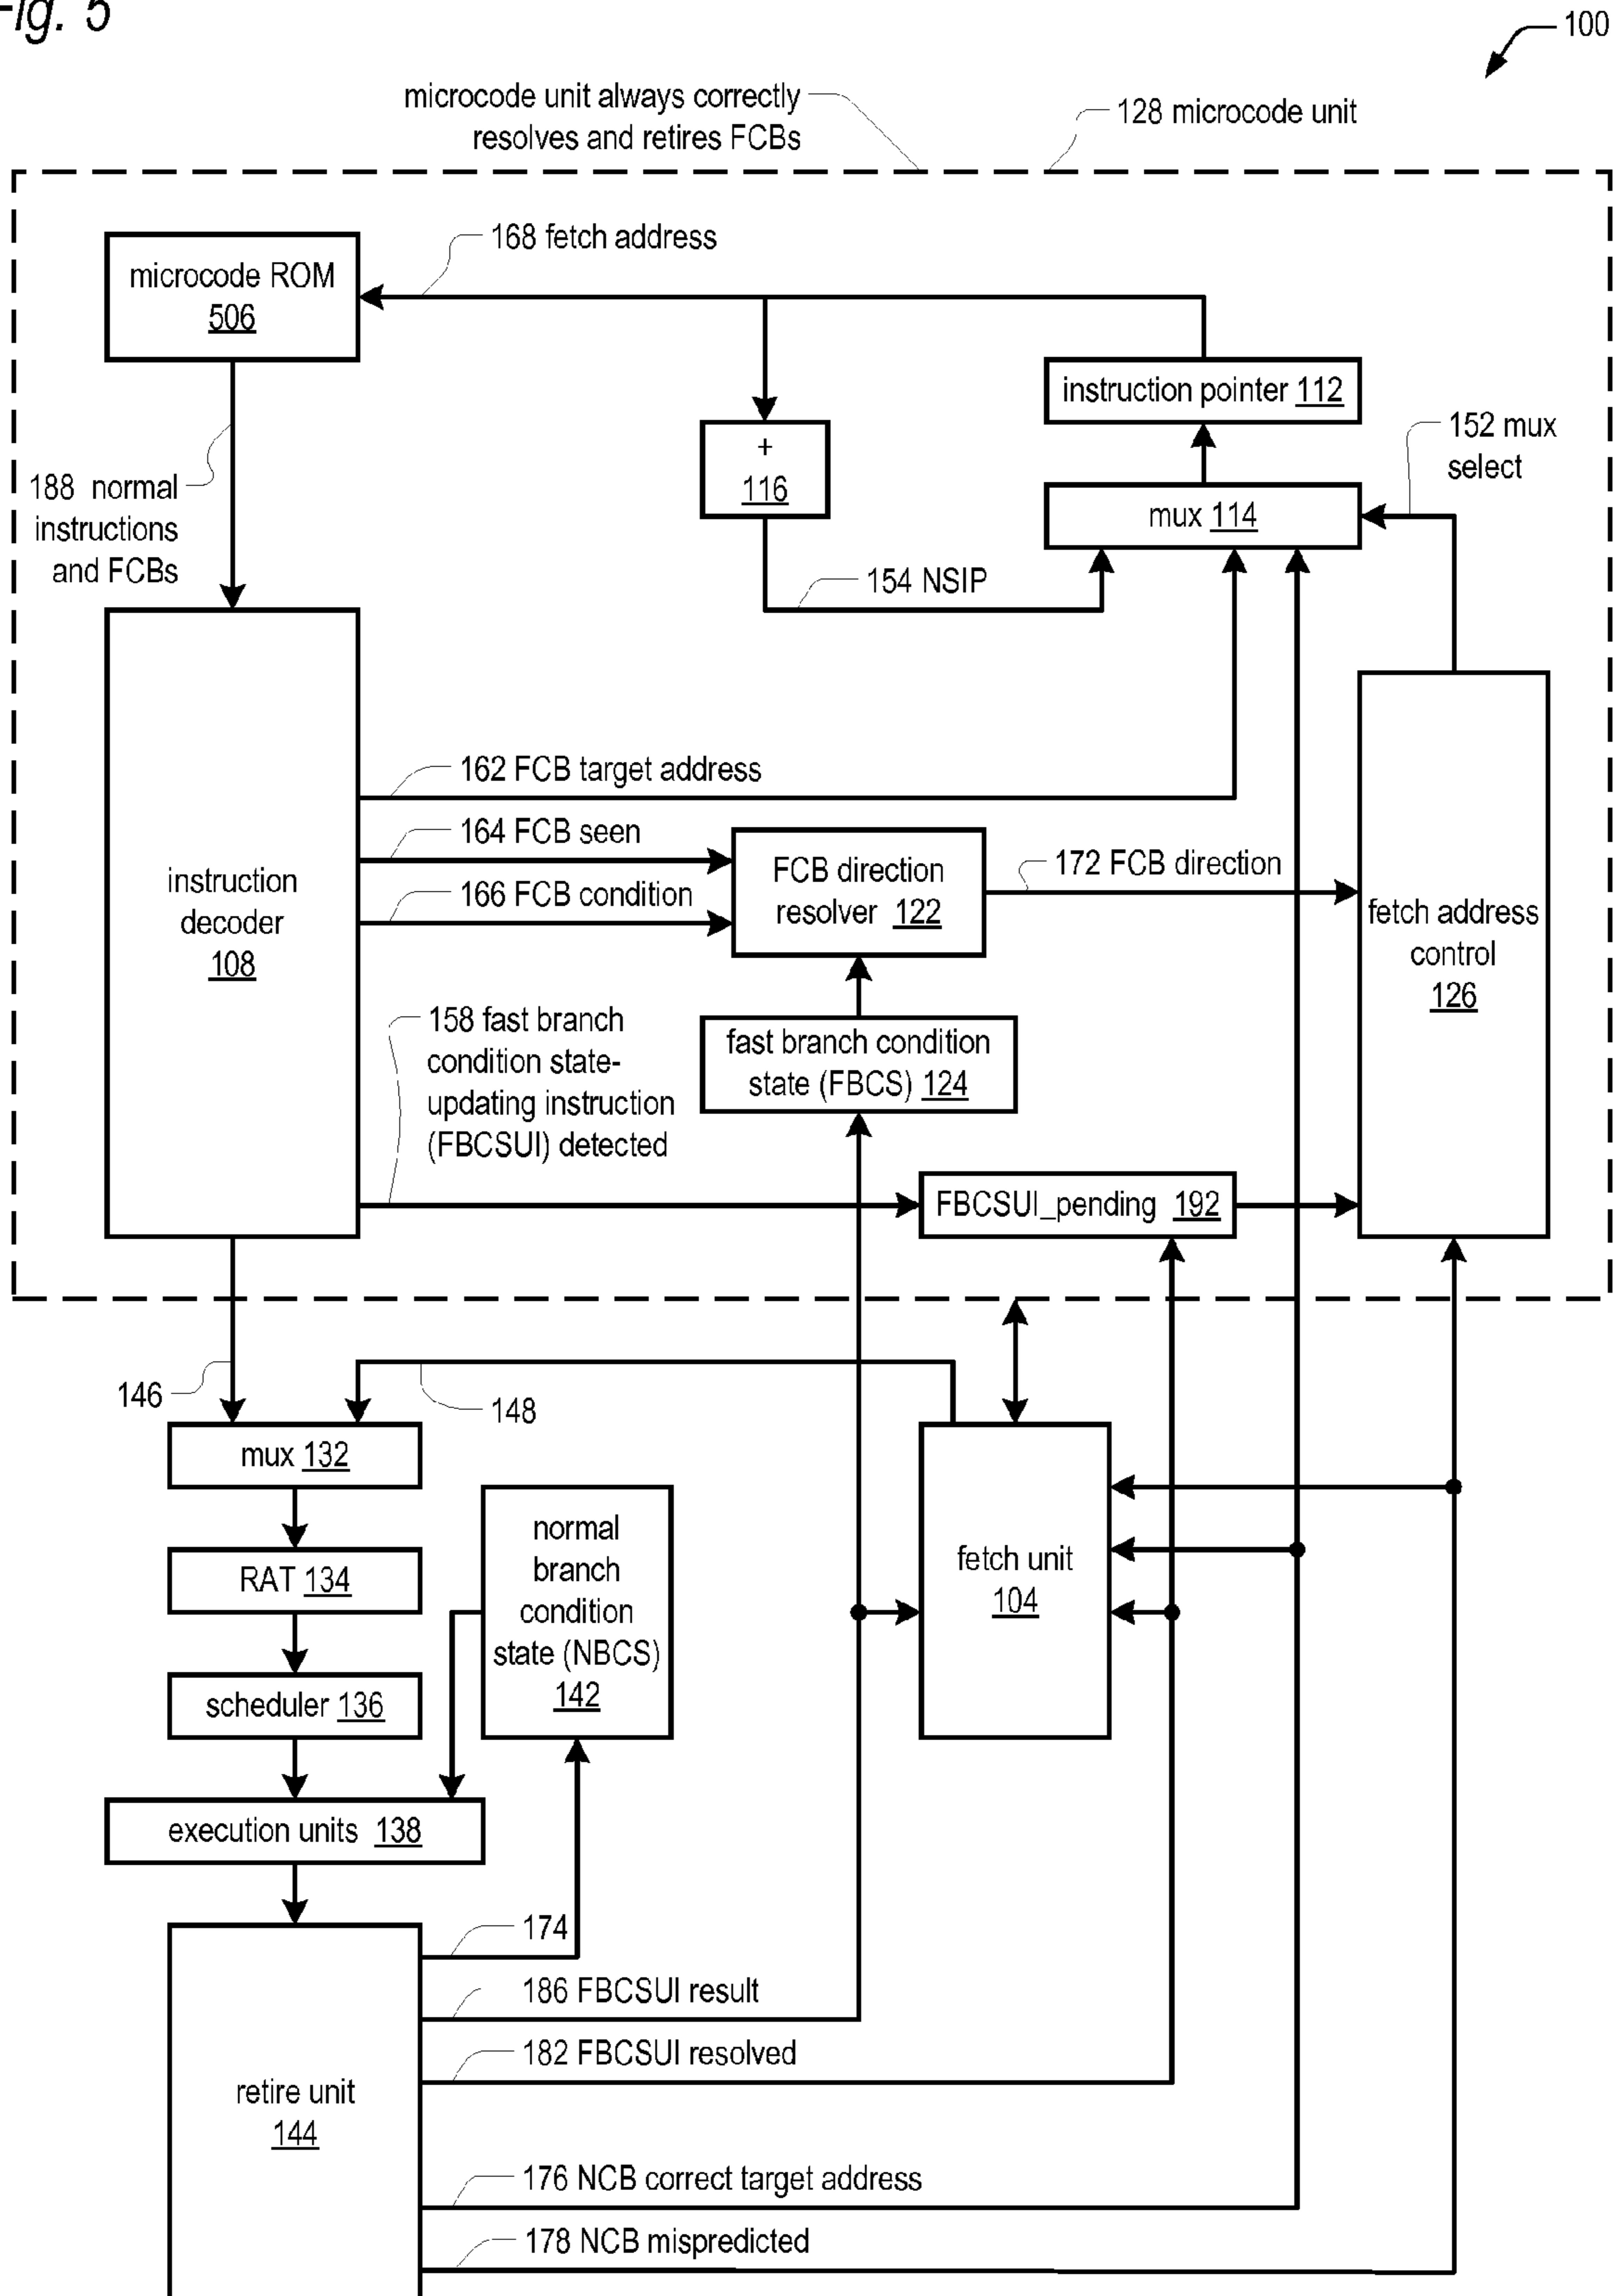 Fig. 5
100
microcode unit always correctly
resolves and retires FCBs
128 microcode unit
168 fetch address
microcode ROM
506
instruction pointer 112
152 mux
select
+
116
188 normal
instructions
and FCBs
mux 114
154 NSIP
162 FCB target address
164 FCB seen
166 FCB condition
FCB direction
resolver 122
172 FCB direction
instruction
decoder
108
fetch address
control
126
158 fast branch
condition state-
updating instruction
(FBCSUI) detected
fast branch condition
state (FBCS) 124
FBCSUI_pending 192
146
148
mux 132
RAT 134
normal
branch
condition
state (NBCS)
142
fetch unit
104
scheduler 136
execution units 138
174
186 FBCSUI result
182 FBCSUI resolved
retire unit
144
176 NCB correct target address
178 NCB mispredicted